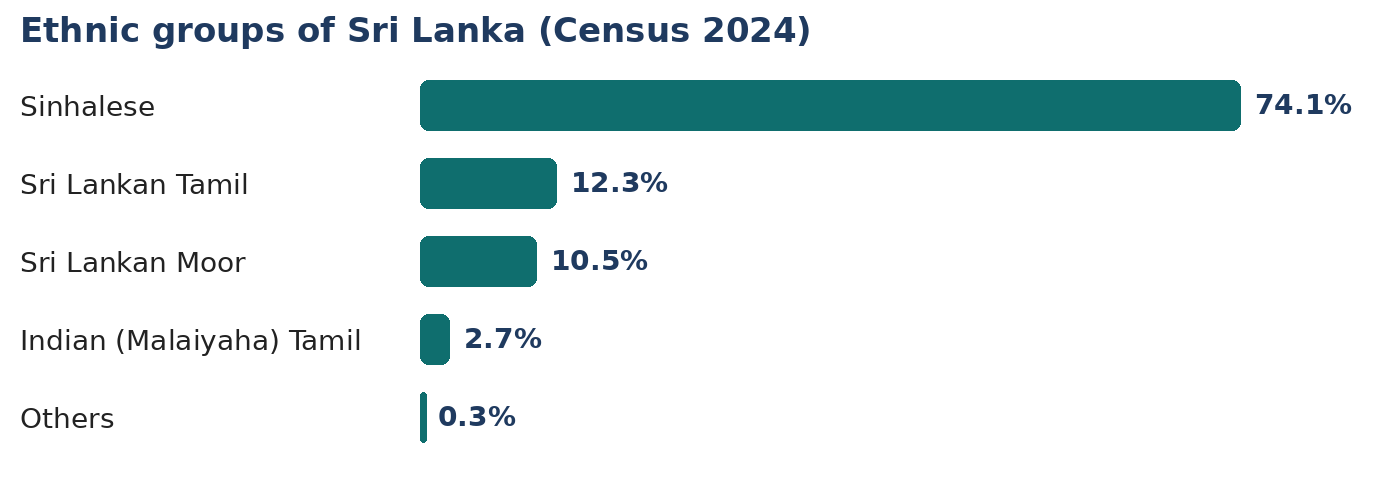 Ethnic groups of Sri Lanka (Census 2024)
Sinhalese 74.1%
Sri Lankan Tamil 12.3%
Sri Lankan Moor 10.5%
Indian (Malaiyaha) Tamil 2.7%
Others 0.3%